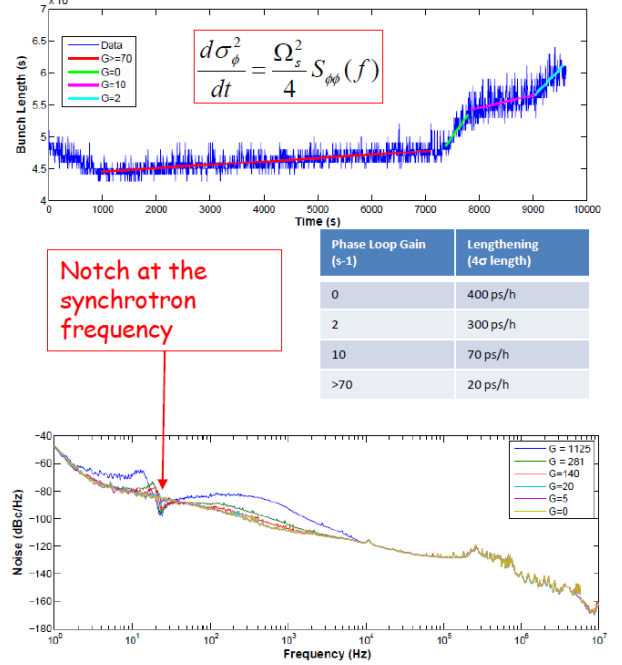 7
x 10
Data
G>=70
G=0
G=10
G=2
dσ²_φ/dt = Ω²_s/4 S_φφ(f)
Bunch Length (s)
6.5
6
5.5
5
4.5
4
0 1000 2000 3000 4000 5000 6000 7000 8000 9000 10000
Time (s)
Notch at the
synchrotron
frequency
Phase Loop Gain Lengthening
(s-1) (4σ length)
0 400 ps/h
2 300 ps/h
10 70 ps/h
>70 20 ps/h
−40
−60
−80
−100
−120
−140
−160
−180
Noise (dBc/Hz)
G = 1125
G = 281
G=140
G=20
G=5
G=0
10⁰ 10¹ 10² 10³ 10⁴ 10⁵ 10⁶ 10⁷
Frequency (Hz)